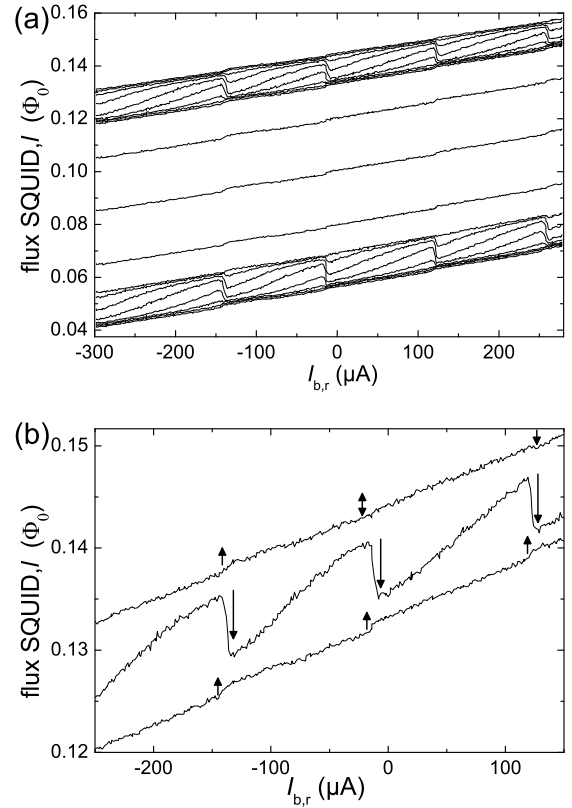 (a)
0.16
0.14
0.12
0.10
0.08
0.06
0.04
flux SQUID,l (Φ₀)
-300 -200 -100 0 100 200
I b,r (µA)
(b)
0.15
0.14
0.13
0.12
flux SQUID,l (Φ₀)
-200 -100 0 100
I b,r (µA)